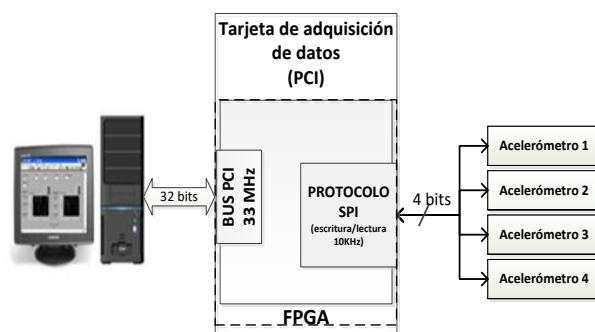 Tarjeta de adquisición
de datos
(PCI)
32 bits
BUS PCI
33 MHz
PROTOCOLO
SPI
(escritura/lectura
10KHz)
4 bits
Acelerómetro 1
Acelerómetro 2
Acelerómetro 3
Acelerómetro 4
FPGA